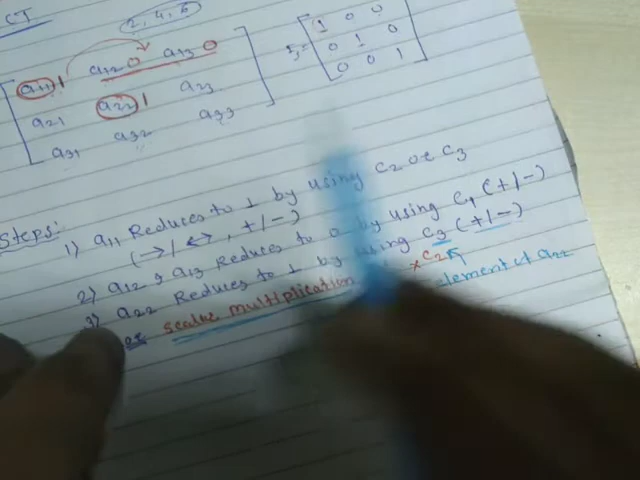 CT
2, 4, 6
a11 1 a12 0 a13 0
a21 a22 1 a23
a31 a32 a33
1 0 0
0 1 0
0 0 1
Steps:
1) a11 Reduces to 1 by using C2 or C3
(→/ ↔, +/-)
2) a12 & a13 Reduces to 0 by using C1 (+/-)
3) a22 Reduces to 1 by using C3 (+/-)
or scalar multiplication element of a22